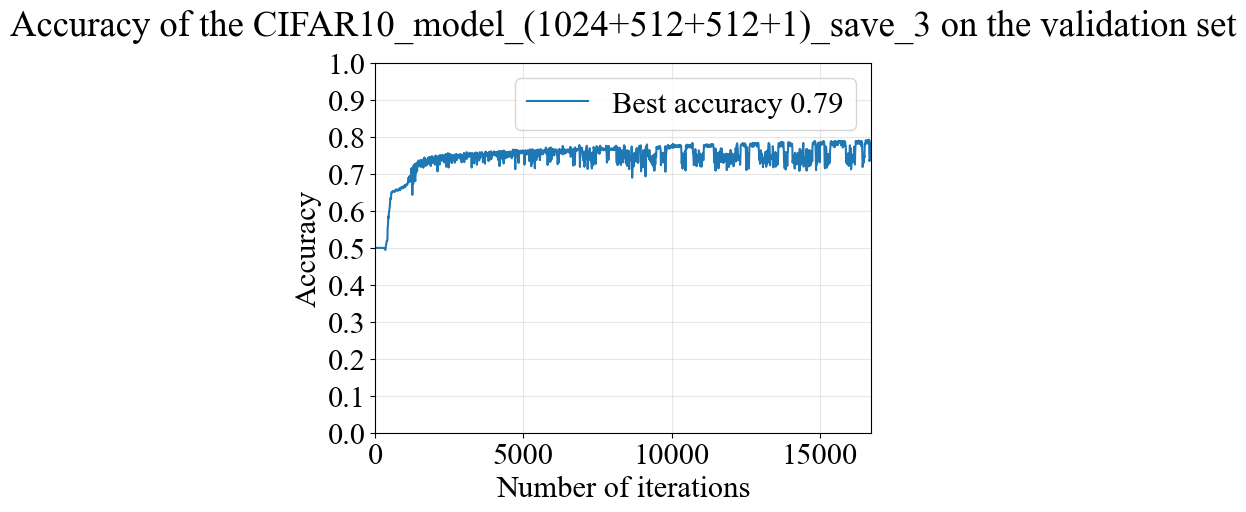 Accuracy of the CIFAR10_model_(1024+512+512+1)_save_3 on the validation set
1.0
0.9
0.8
0.7
0.6
0.5
0.4
0.3
0.2
0.1
0.0
Accuracy
Best accuracy 0.79
0 5000 10000 15000
Number of iterations